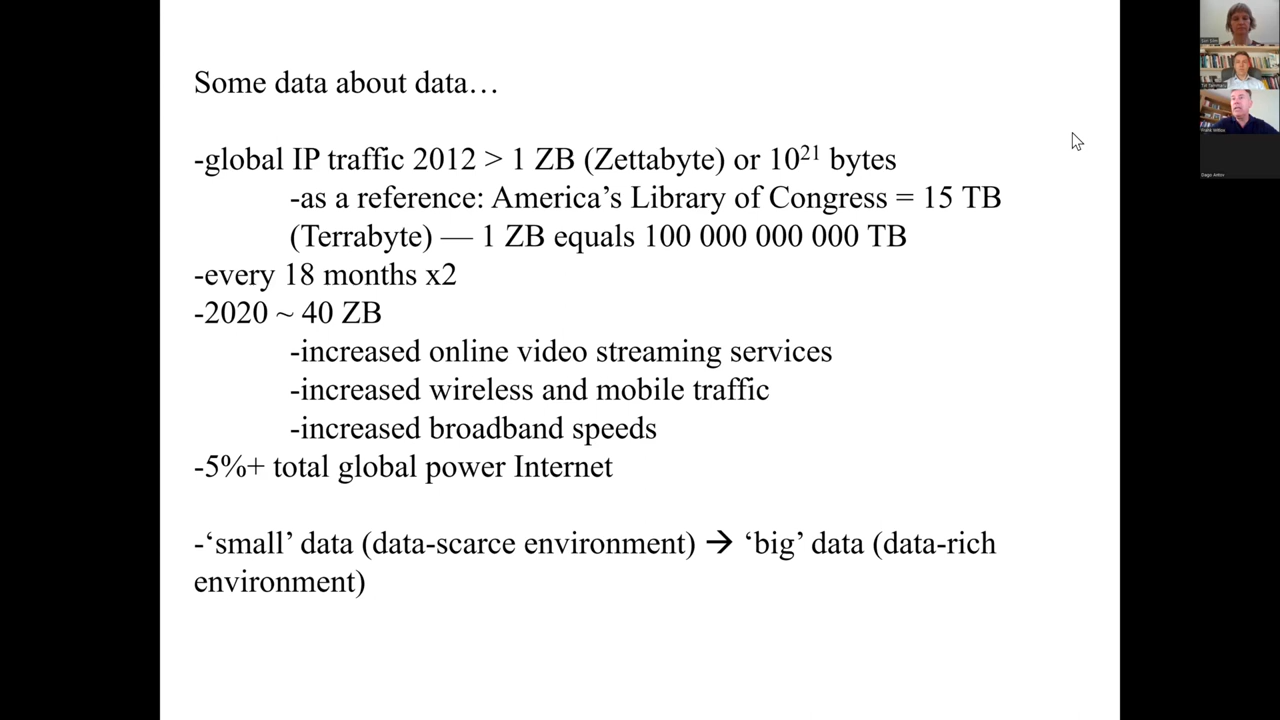 Some data about data…
-global IP traffic 2012 > 1 ZB (Zettabyte) or 10²¹ bytes
-as a reference: America’s Library of Congress = 15 TB
(Terrabyte) — 1 ZB equals 100 000 000 000 TB
-every 18 months x2
-2020 ~ 40 ZB
-increased online video streaming services
-increased wireless and mobile traffic
-increased broadband speeds
-5%+ total global power Internet
-‘small’ data (data-scarce environment) → ‘big’ data (data-rich
environment)